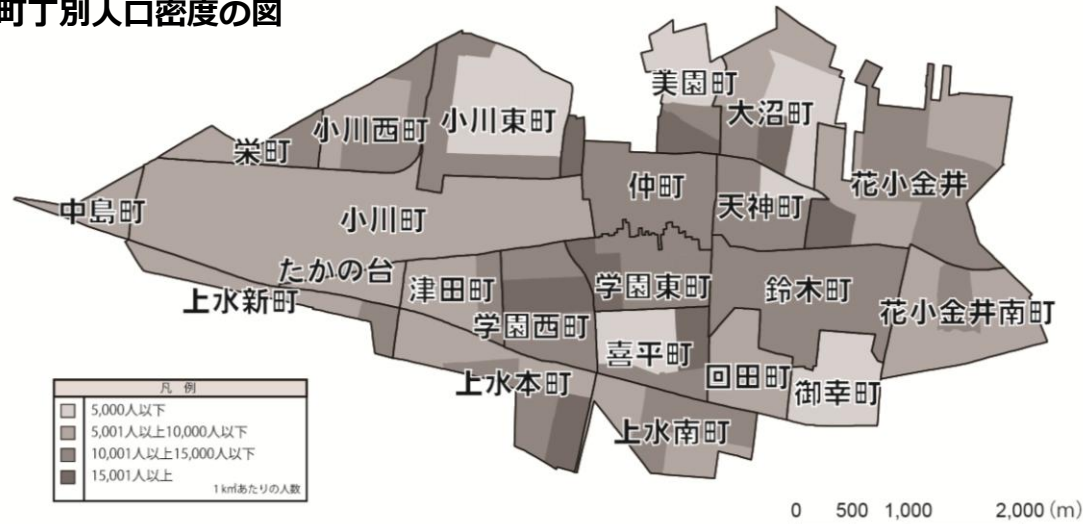 町丁別人口密度の図
美園町
大沼町
小川東町
小川西町
栄町
花小金井
仲町
天神町
中島町
小川町
たかの台
津田町
学園東町
鈴木町
上水新町
花小金井南町
学園西町
喜平町
回田町
御幸町
上水本町
上水南町
凡 例
5,000人以下
5,001人以上10,000人以下
10,001人以上15,000人以下
15,001人以上
1㎢あたりの人数
0 500 1,000 2,000(m)